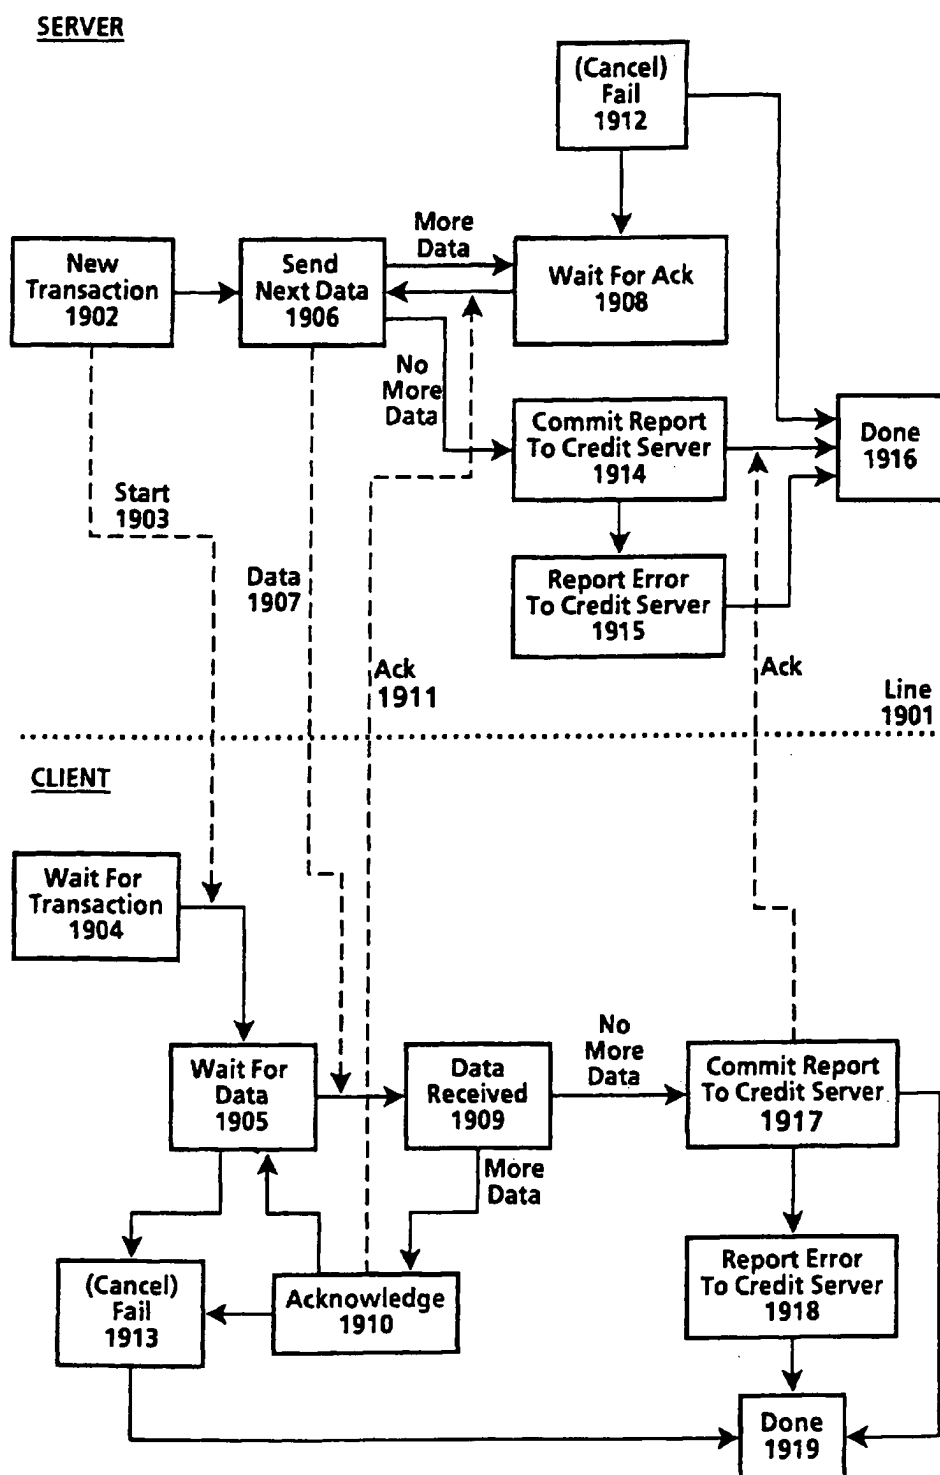 SERVER
(Cancel)
Fail
1912
New
Transaction
1902
Send
Next Data
1906
More
Data
Wait For Ack
1908
No
More
Data
Commit Report
To Credit Server
1914
Done
1916
Start
1903
Data
1907
Report Error
To Credit Server
1915
Ack
1911
Ack
Line
1901
CLIENT
Wait For
Transaction
1904
Wait For
Data
1905
Data
Received
1909
No
More
Data
Commit Report
To Credit Server
1917
More
Data
(Cancel)
Fail
1913
Acknowledge
1910
Report Error
To Credit Server
1918
Done
1919